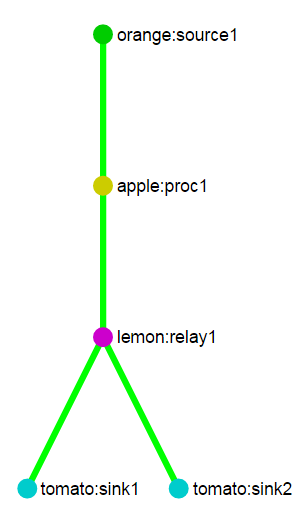 orange:source1
apple:proc1
lemon:relay1
tomato:sink1
tomato:sink2